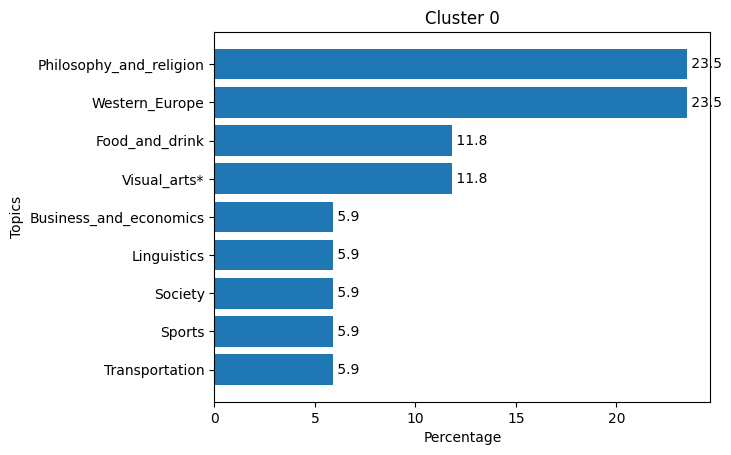 Cluster 0
Topics
Philosophy_and_religion 23.5
Western_Europe 23.5
Food_and_drink 11.8
Visual_arts* 11.8
Business_and_economics 5.9
Linguistics 5.9
Society 5.9
Sports 5.9
Transportation 5.9
0 5 10 15 20
Percentage